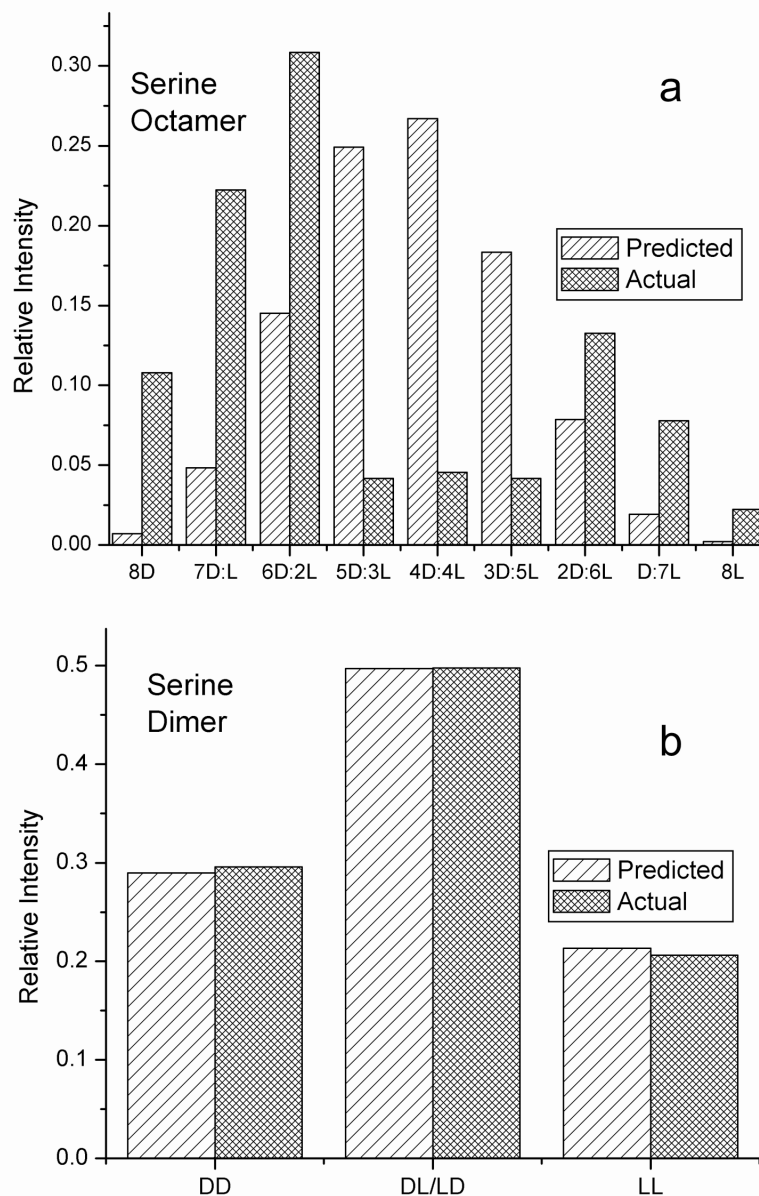 Serine
Octamer
a
Relative Intensity
0.30
0.25
0.20
0.15
0.10
0.05
0.00
Predicted
Actual
8D 7D:L 6D:2L 5D:3L 4D:4L 3D:5L 2D:6L D:7L 8L
Serine
Dimer
b
Relative Intensity
0.5
0.4
0.3
0.2
0.1
0.0
Predicted
Actual
DD DL/LD LL